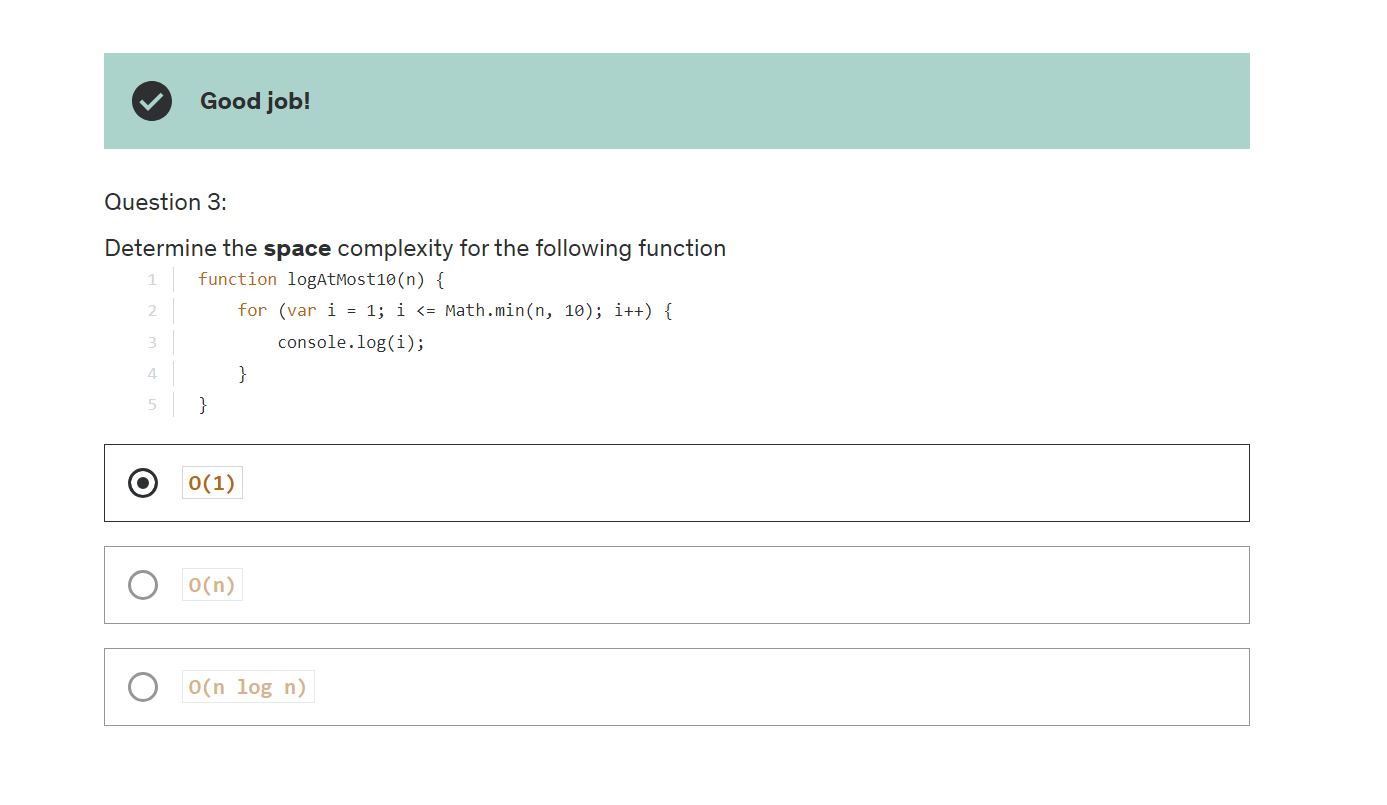 Good job!
Question 3:
Determine the space complexity for the following function
1 function logAtMost10(n) {
2     for (var i = 1; i <= Math.min(n, 10); i++) {
3         console.log(i);
4     }
5 }
O(1)
O(n)
O(n log n)